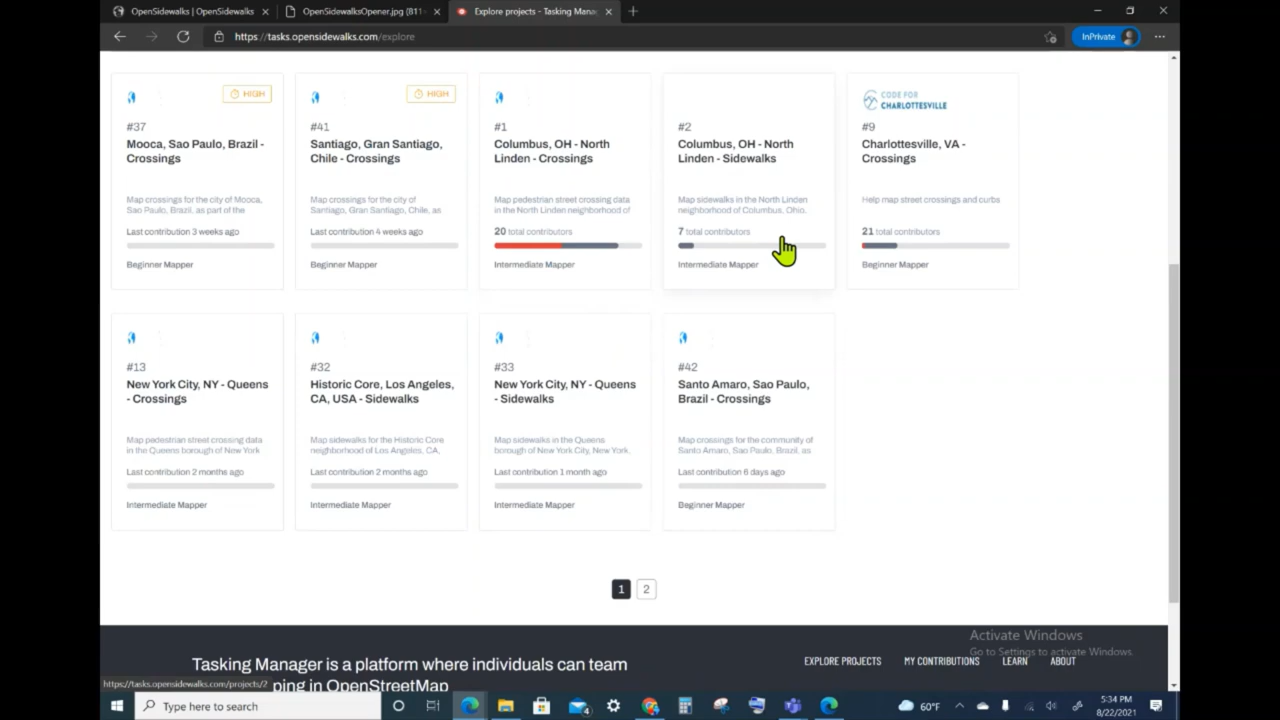 OpenSidewalks | OpenSidewalks
OpenSidewalksOpener.jpg (811
Explore projects - Tasking Mana
https://tasks.opensidewalks.com/explore
InPrivate
HIGH
#37
Mooca, Sao Paulo, Brazil -
Crossings
Map crossings for the city of Mooca,
Sao Paulo, Brazil, as part of the
Last contribution 3 weeks ago
Beginner Mapper
HIGH
#41
Santiago, Gran Santiago,
Chile - Crossings
Map crossings for the city of
Santiago, Gran Santiago, Chile, as
Last contribution 4 weeks ago
Beginner Mapper
#1
Columbus, OH - North
Linden - Crossings
Map pedestrian street crossing data
in the North Linden neighborhood of
20 total contributors
Intermediate Mapper
#2
Columbus, OH - North
Linden - Sidewalks
Map sidewalks in the North Linden
neighborhood of Columbus, Ohio.
7 total contributors
Intermediate Mapper
CODE FOR
CHARLOTTESVILLE
#9
Charlottesville, VA -
Crossings
Help map street crossings and curbs
21 total contributors
Beginner Mapper
#13
New York City, NY - Queens
- Crossings
Map pedestrian street crossing data
in the Queens borough of New York
Last contribution 2 months ago
Intermediate Mapper
#32
Historic Core, Los Angeles,
CA, USA - Sidewalks
Map sidewalks for the Historic Core
neighborhood of Los Angeles, CA,
Last contribution 2 months ago
Intermediate Mapper
#33
New York City, NY - Queens
- Sidewalks
Map sidewalks in the Queens
borough of New York City, New York.
Last contribution 1 month ago
Intermediate Mapper
#42
Santo Amaro, Sao Paulo,
Brazil - Crossings
Map crossings for the community of
Santo Amaro, Sao Paulo, Brazil, as
Last contribution 6 days ago
Beginner Mapper
1 2
Activate Windows
Go to Settings to activate Windows.
Tasking Manager is a platform where individuals can team
ping in OpenStreetMap
EXPLORE PROJECTS MY CONTRIBUTIONS LEARN ABOUT
https://tasks.opensidewalks.com/projects/2
Type here to search
4
60°F
5:34 PM
8/22/2021